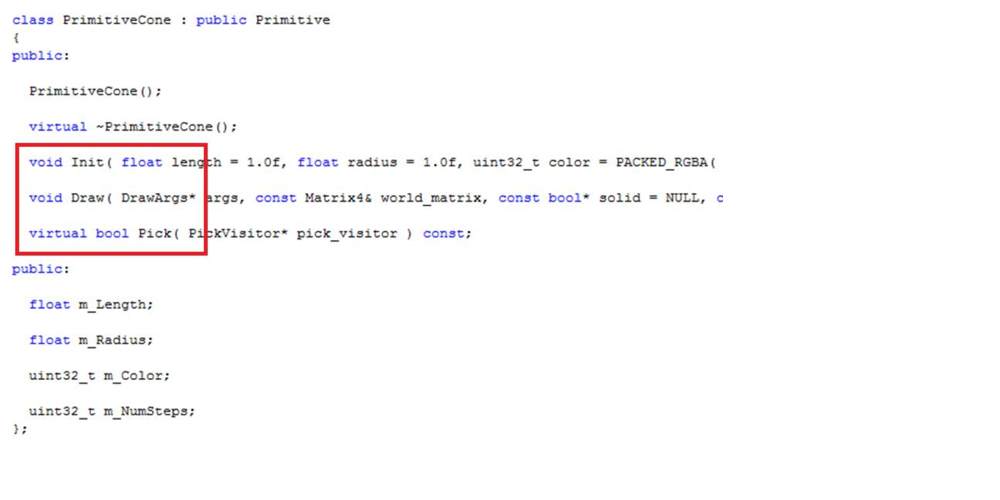 class PrimitiveCone : public Primitive
{
public:
PrimitiveCone();
virtual ~PrimitiveCone();
void Init( float length = 1.0f, float radius = 1.0f, uint32_t color = PACKED_RGBA(
void Draw( DrawArgs* args, const Matrix4& world_matrix, const bool* solid = NULL, c
virtual bool Pick( PickVisitor* pick_visitor ) const;
public:
float m_Length;
float m_Radius;
uint32_t m_Color;
uint32_t m_NumSteps;
};